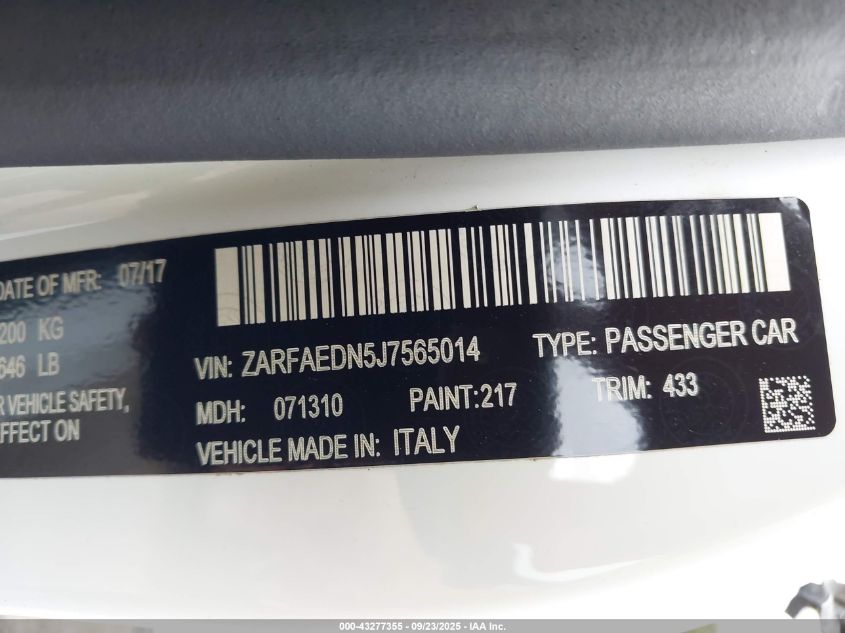 DATE OF MFR: 07/17
200 KG
646 LB
VEHICLE SAFETY,
EFFECT ON
VIN: ZARFAEDN5J7565014 TYPE: PASSENGER CAR
MDH: 071310 PAINT:217 TRIM: 433
VEHICLE MADE IN: ITALY
000-43277355 - 09/23/2025 - IAA Inc.